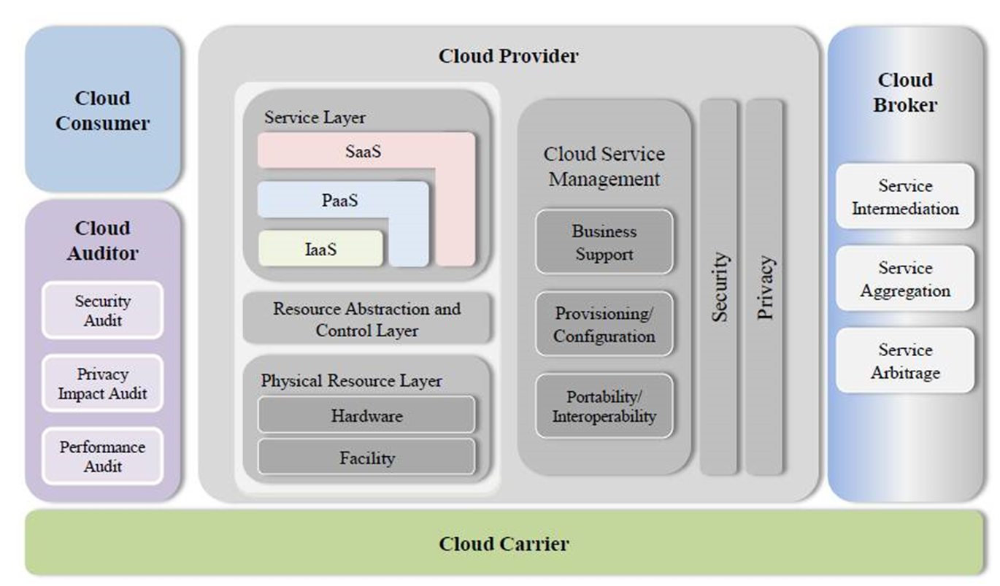 Cloud
Consumer
Cloud
Auditor
Security
Audit
Privacy
Impact Audit
Performance
Audit
Cloud Provider
Service Layer
SaaS
PaaS
IaaS
Resource Abstraction and
Control Layer
Physical Resource Layer
Hardware
Facility
Cloud Service
Management
Business
Support
Provisioning/
Configuration
Portability/
Interoperability
Security
Privacy
Cloud
Broker
Service
Intermediation
Service
Aggregation
Service
Arbitrage
Cloud Carrier